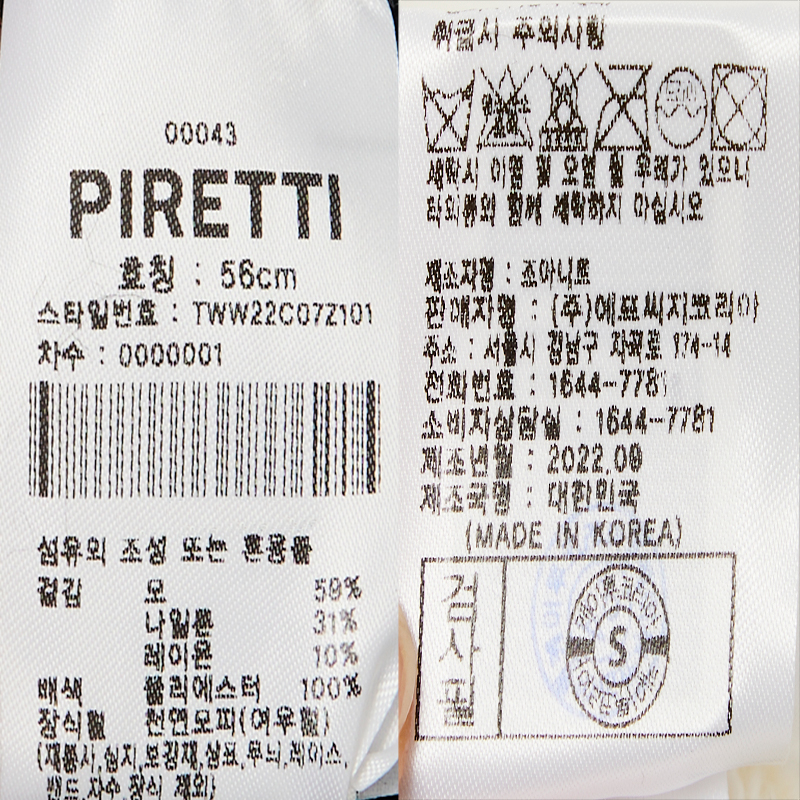 00043
PIRETTI
호칭 : 56cm
스타일번호 : TWW22C07Z101
차수 : 0000001
섬유의 조성 또는 혼용률
겉감 모 59%
나일론 31%
레이온 10%
배색 폴리에스터 100%
장식털 천연모피(여우털)
(재봉사,심지,보강재,상표,무늬,레이스,
밴드,자수,장식 제외)
취급시 주의사항
세탁시 이염 및 오염 될 우려가 있으니
타의류와 함께 세탁하지 마십시오
제조자명 : 조아니트
판매자명 : (주)에프씨지코리아
주소 : 서울시 강남구 자곡로 174-14
전화번호 : 1644-7781
소비자상담실 : 1644-7781
제조년월 : 2022.09
제조국명 : 대한민국
(MADE IN KOREA)
검사필
S